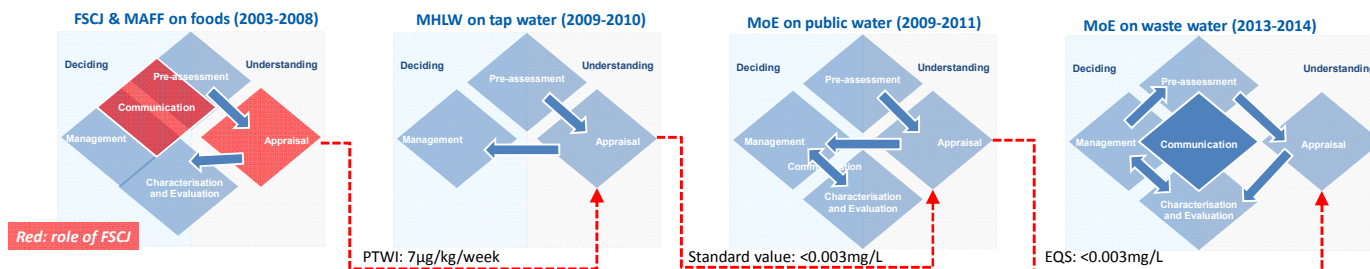 FSCJ & MAFF on foods (2003-2008)
Deciding
Understanding
Pre-assessment
Communication
Management
Appraisal
Characterisation
and Evaluation
Red: role of FSCJ
PTWI: 7µg/kg/week
MHLW on tap water (2009-2010)
Deciding
Understanding
Pre-assessment
Management
Appraisal
Standard value: <0.003mg/L
MoE on public water (2009-2011)
Deciding
Understanding
Pre-assessment
Management
Appraisal
Communication
Characterisation
and Evaluation
EQS: <0.003mg/L
MoE on waste water (2013-2014)
Deciding
Understanding
Pre-assessment
Management
Communication
Appraisal
Characterisation
and Evaluation